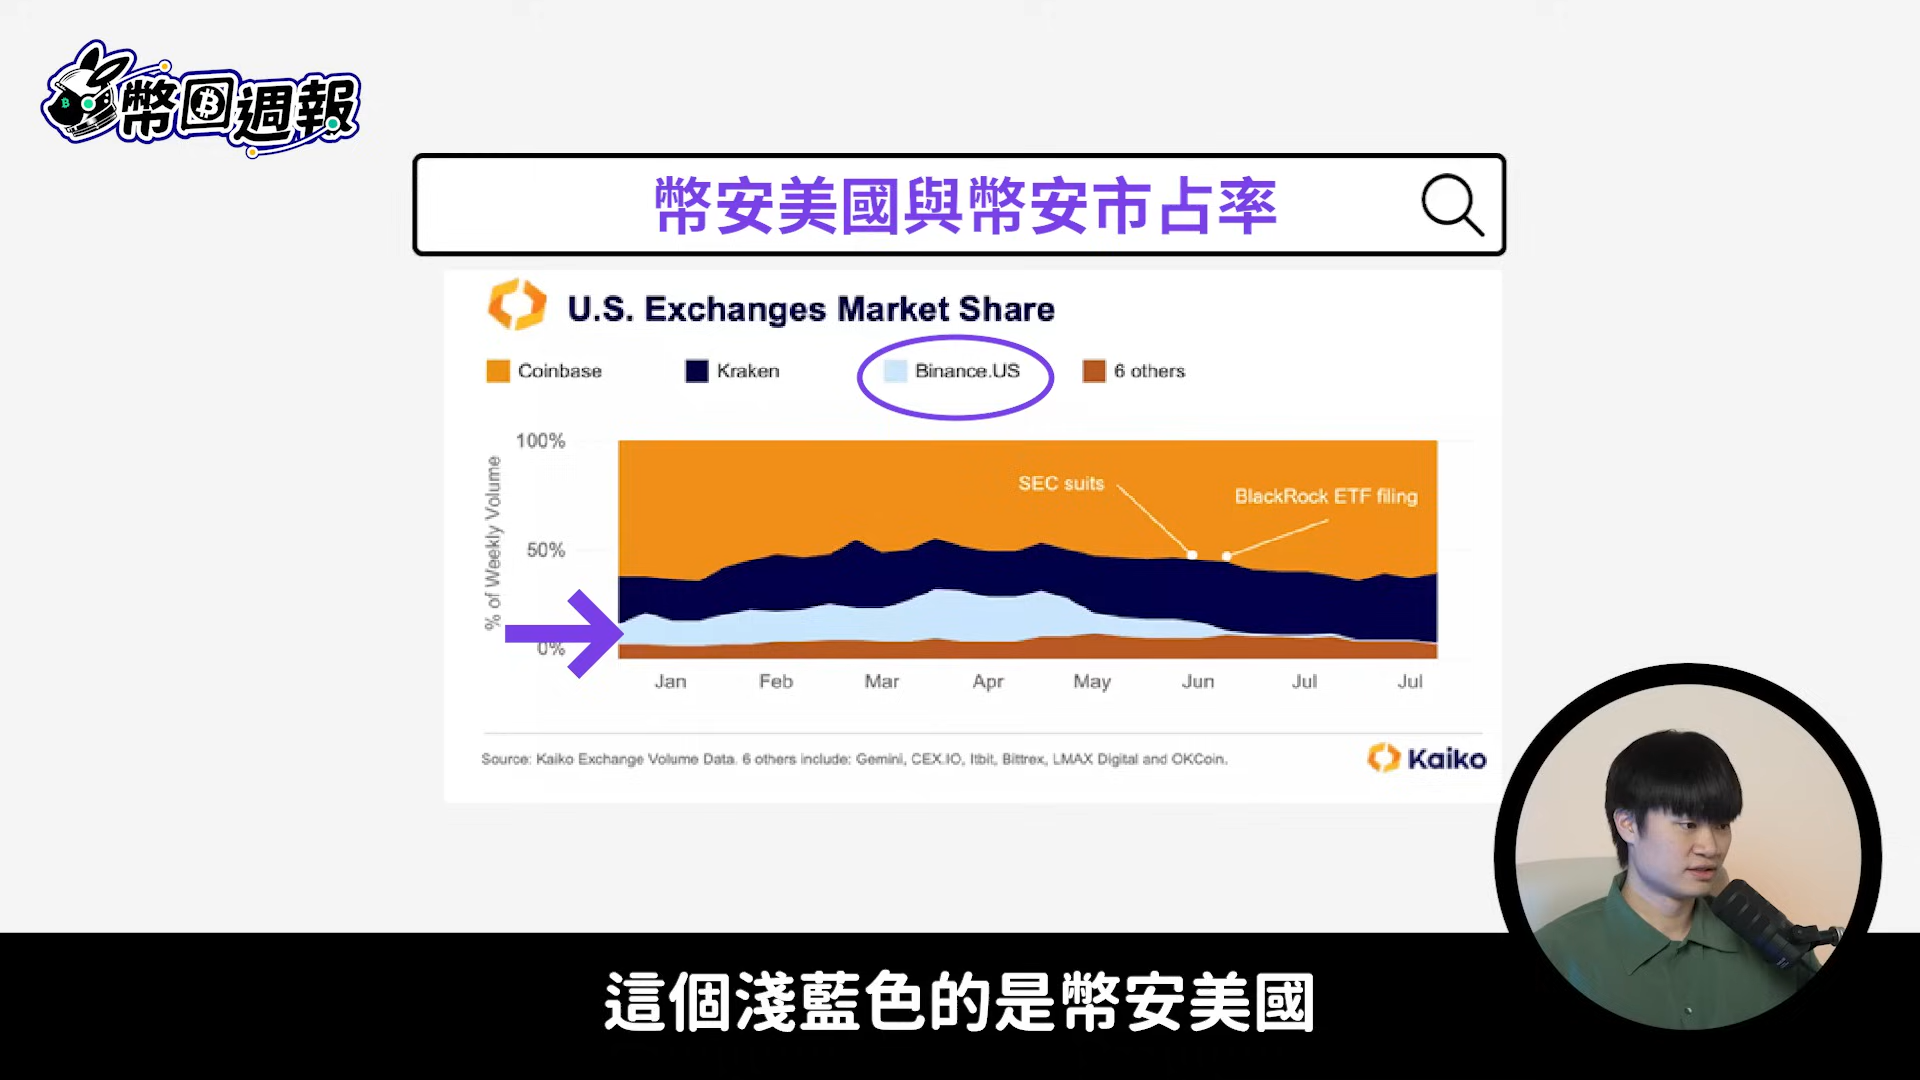 幣圈週報
幣安美國與幣安市占率
U.S. Exchanges Market Share
Coinbase
Kraken
Binance.US
6 others
% of Weekly Volume
100%
50%
0%
SEC suits
BlackRock ETF filing
Jan
Feb
Mar
Apr
May
Jun
Jul
Jul
Source: Kaiko Exchange Volume Data. 6 others include: Gemini, CEX.IO, Itbit, Bittrex, LMAX Digital and OKCoin.
Kaiko
這個淺藍色的是幣安美國